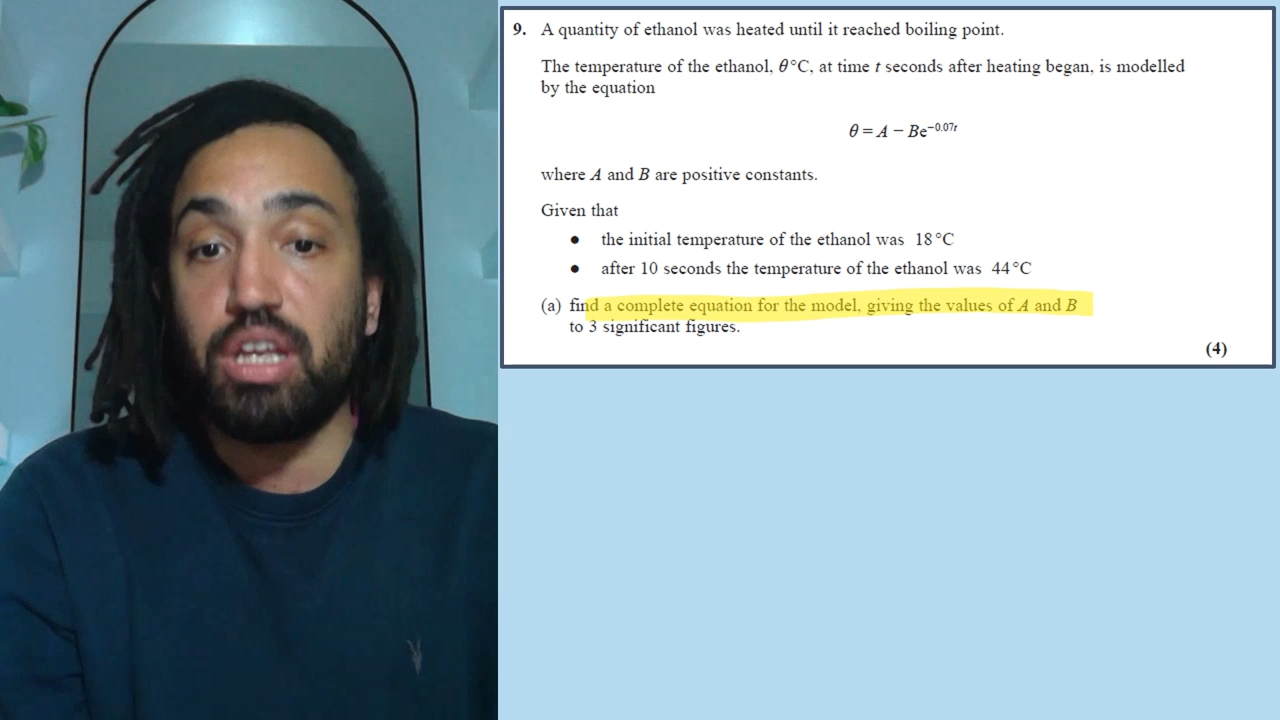 9. A quantity of ethanol was heated until it reached boiling point.
The temperature of the ethanol, θ °C, at time t seconds after heating began, is modelled
by the equation
θ = A − Be⁻⁰·⁰⁷ᵗ
where A and B are positive constants.
Given that
• the initial temperature of the ethanol was 18 °C
• after 10 seconds the temperature of the ethanol was 44 °C
(a) find a complete equation for the model, giving the values of A and B
to 3 significant figures.
(4)